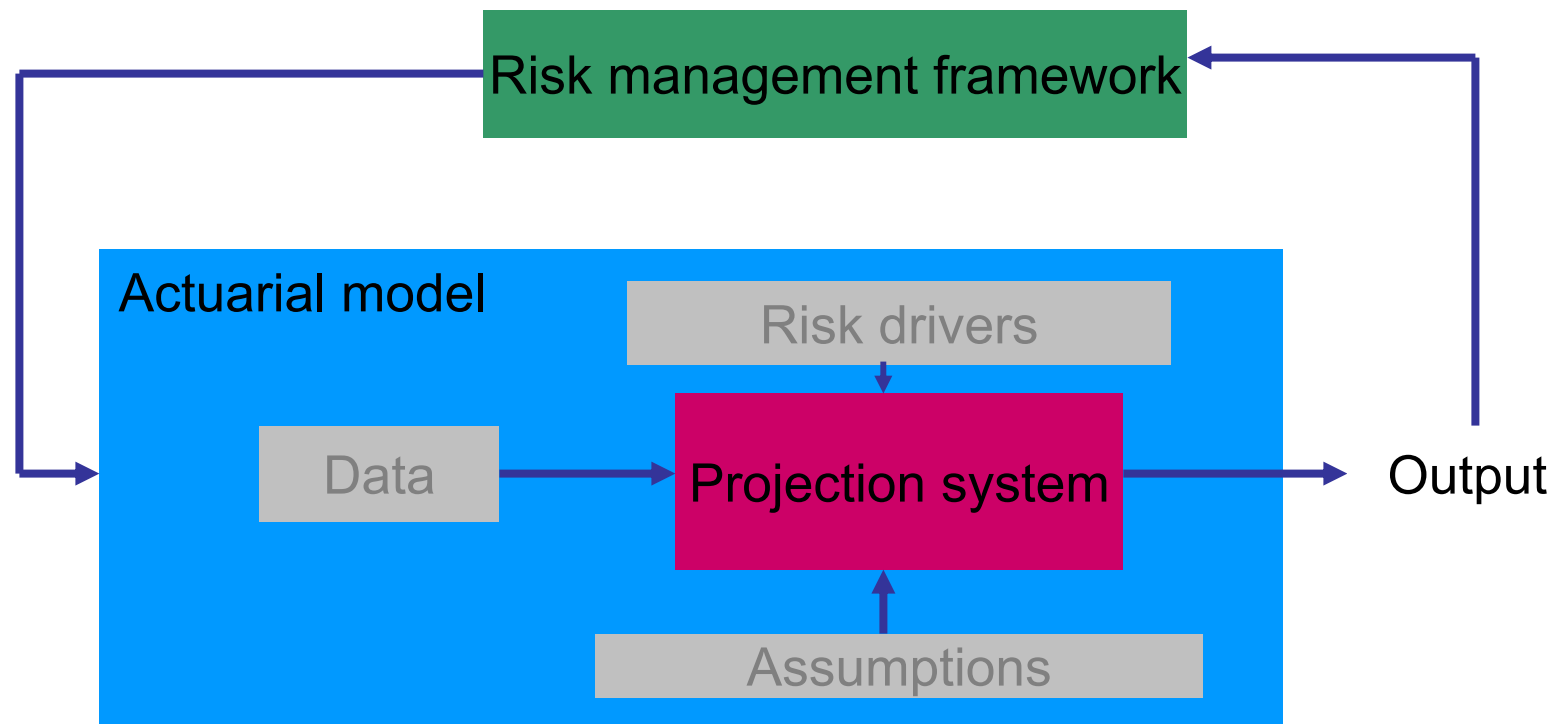 Risk management framework
Actuarial model
Risk drivers
Data
Projection system
Output
Assumptions